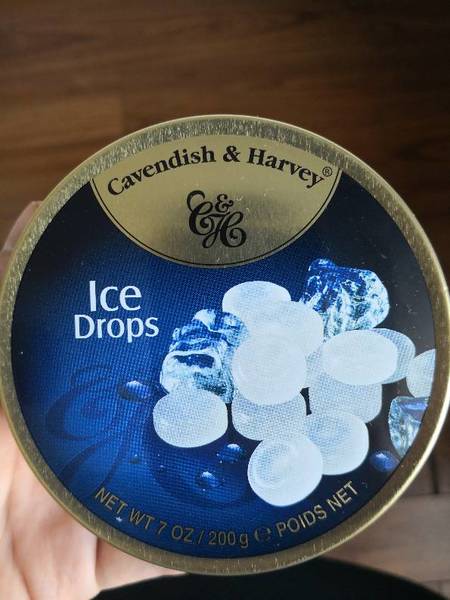 Cavendish & Harvey®
C&H
Ice
Drops
NET WT 7 OZ / 200g ℮ POIDS NET